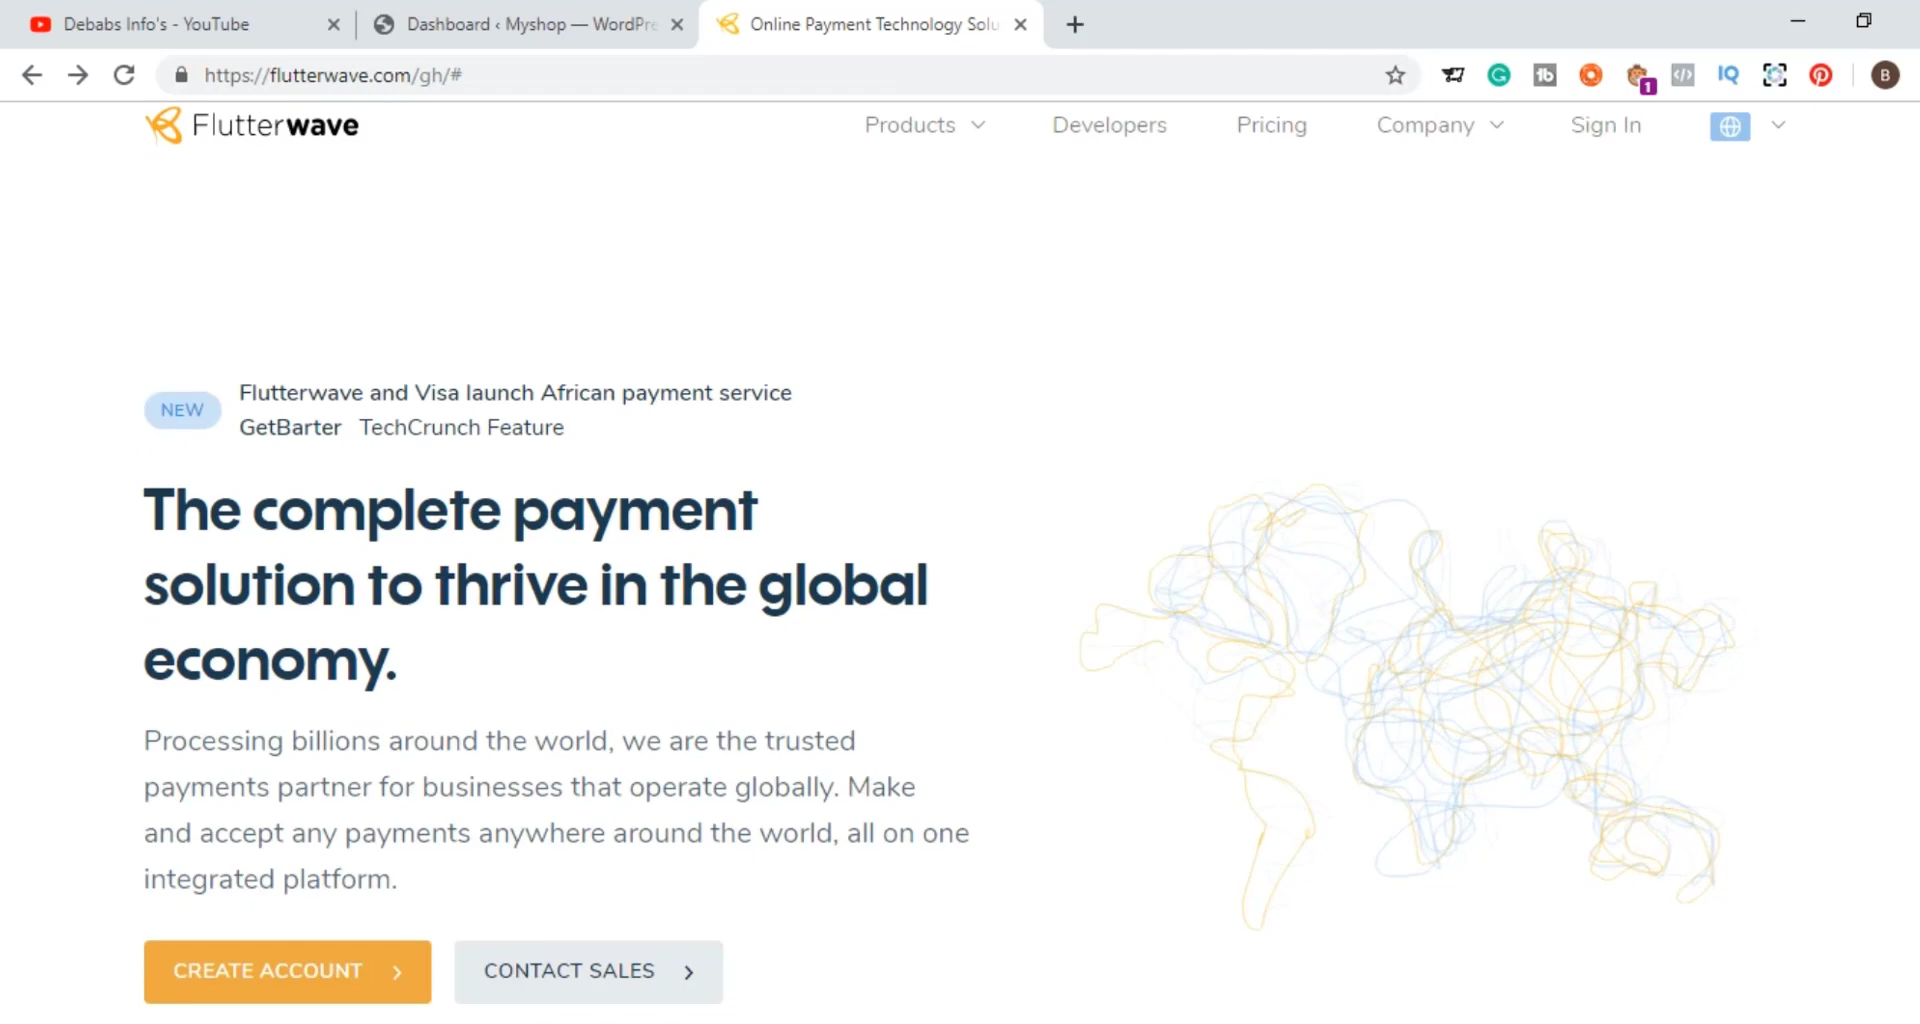 Debabs Info's - YouTube
Dashboard ‹ Myshop — WordPre
Online Payment Technology Solu
https://flutterwave.com/gh/#
1
IQ
B
Flutterwave
Products
Developers
Pricing
Company
Sign In
NEW
Flutterwave and Visa launch African payment service
GetBarter TechCrunch Feature
The complete payment
solution to thrive in the global
economy.
Processing billions around the world, we are the trusted
payments partner for businesses that operate globally. Make
and accept any payments anywhere around the world, all on one
integrated platform.
CREATE ACCOUNT
CONTACT SALES